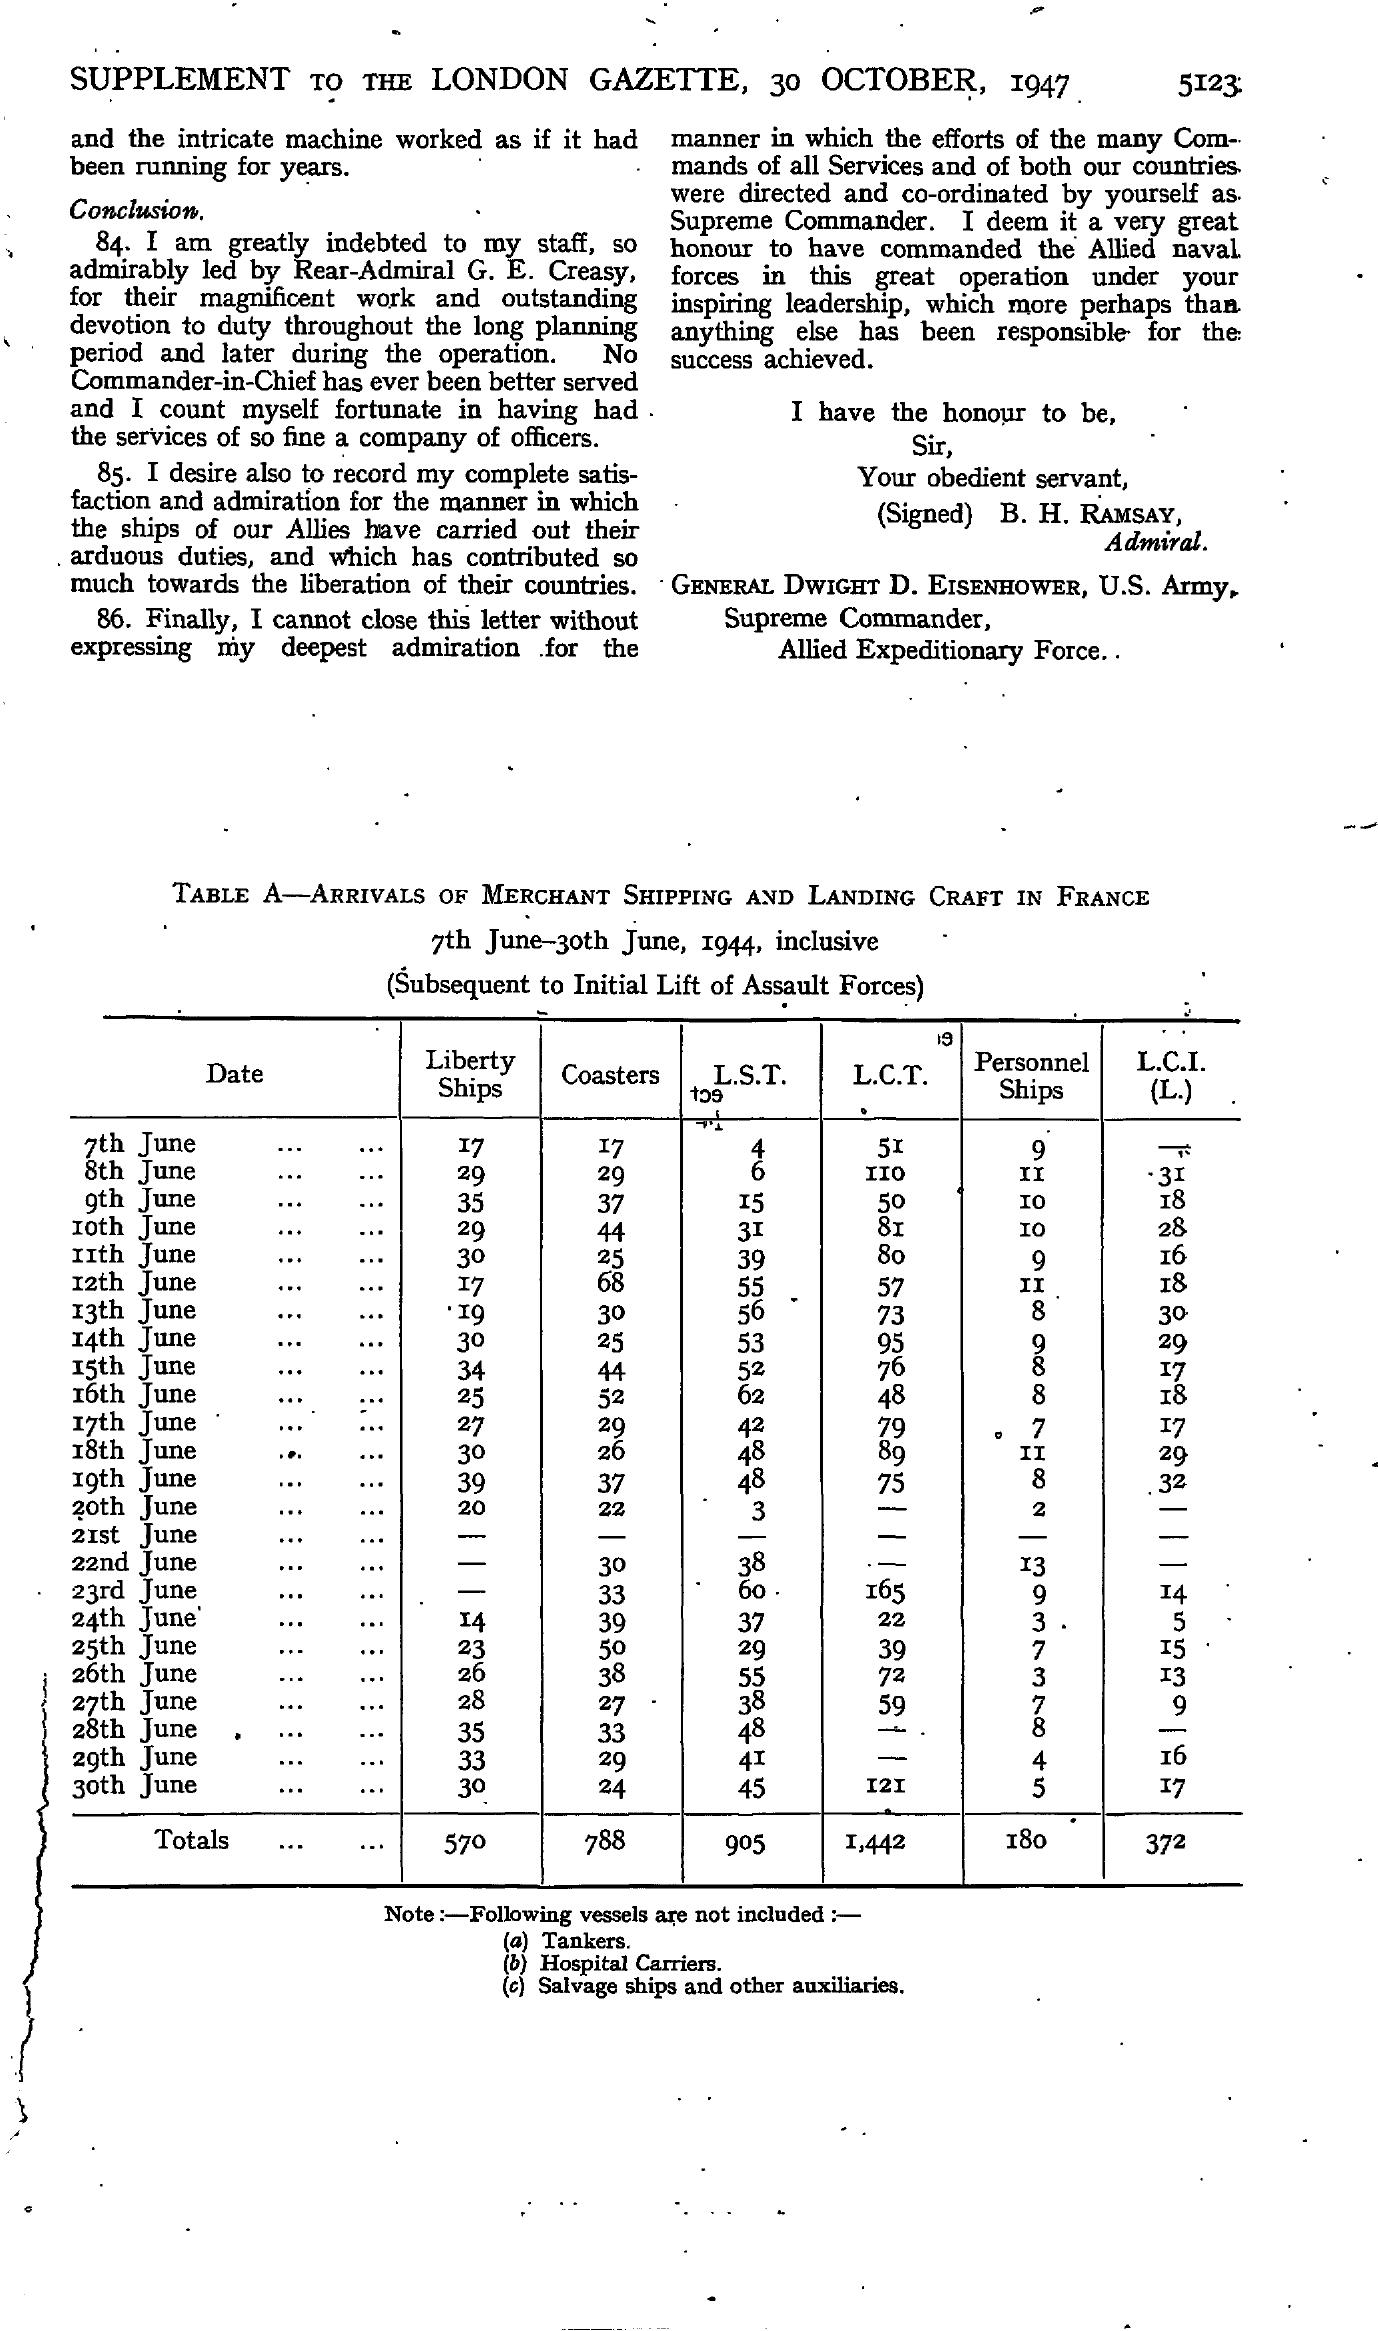 SUPPLEMENT TO THE LONDON GAZETTE, 30 OCTOBER, 1947 5123
and the intricate machine worked as if it had
been running for years.
Conclusion.
84. I am greatly indebted to my staff, so
admirably led by Rear-Admiral G. E. Creasy,
for their magnificent work and outstanding
devotion to duty throughout the long planning
period and later during the operation. No
Commander-in-Chief has ever been better served
and I count myself fortunate in having had
the services of so fine a company of officers.
85. I desire also to record my complete satis-
faction and admiration for the manner in which
the ships of our Allies have carried out their
arduous duties, and which has contributed so
much towards the liberation of their countries.
86. Finally, I cannot close this letter without
expressing my deepest admiration for the
manner in which the efforts of the many Com-
mands of all Services and of both our countries
were directed and co-ordinated by yourself as
Supreme Commander. I deem it a very great
honour to have commanded the Allied naval
forces in this great operation under your
inspiring leadership, which more perhaps than
anything else has been responsible for the
success achieved.
I have the honour to be,
Sir,
Your obedient servant,
(Signed) B. H. RAMSAY,
Admiral.
GENERAL DWIGHT D. EISENHOWER, U.S. Army,
Supreme Commander,
Allied Expeditionary Force.
TABLE A—ARRIVALS OF MERCHANT SHIPPING AND LANDING CRAFT IN FRANCE
7th June–30th June, 1944, inclusive
(Subsequent to Initial Lift of Assault Forces)
Date Liberty Ships Coasters L.S.T. L.C.T. Personnel Ships L.C.I. (L.)
7th June ... ... 17 17 4 51 9 —
8th June ... ... 29 29 6 110 11 31
9th June ... ... 35 37 15 50 10 18
10th June ... ... 29 44 31 81 10 28
11th June ... ... 30 25 39 80 9 16
12th June ... ... 17 68 55 57 11 18
13th June ... ... 19 30 56 73 8 30
14th June ... ... 30 25 53 95 9 29
15th June ... ... 34 44 52 76 8 17
16th June ... ... 25 52 62 48 8 18
17th June ... ... 27 29 42 79 7 17
18th June ... ... 30 26 48 89 11 29
19th June ... ... 39 37 48 75 8 32
20th June ... ... 20 22 3 — 2 —
21st June ... ... — — — — — —
22nd June ... ... — 30 38 — 13 —
23rd June ... ... — 33 60 165 9 14
24th June ... ... 14 39 37 22 3 5
25th June ... ... 23 50 29 39 7 15
26th June ... ... 26 38 55 72 3 13
27th June ... ... 28 27 38 59 7 9
28th June ... ... 35 33 48 — 8 —
29th June ... ... 33 29 41 — 4 16
30th June ... ... 30 24 45 121 5 17
Totals ... ... 570 788 905 1,442 180 372
Note :—Following vessels are not included :—
(a) Tankers.
(b) Hospital Carriers.
(c) Salvage ships and other auxiliaries.